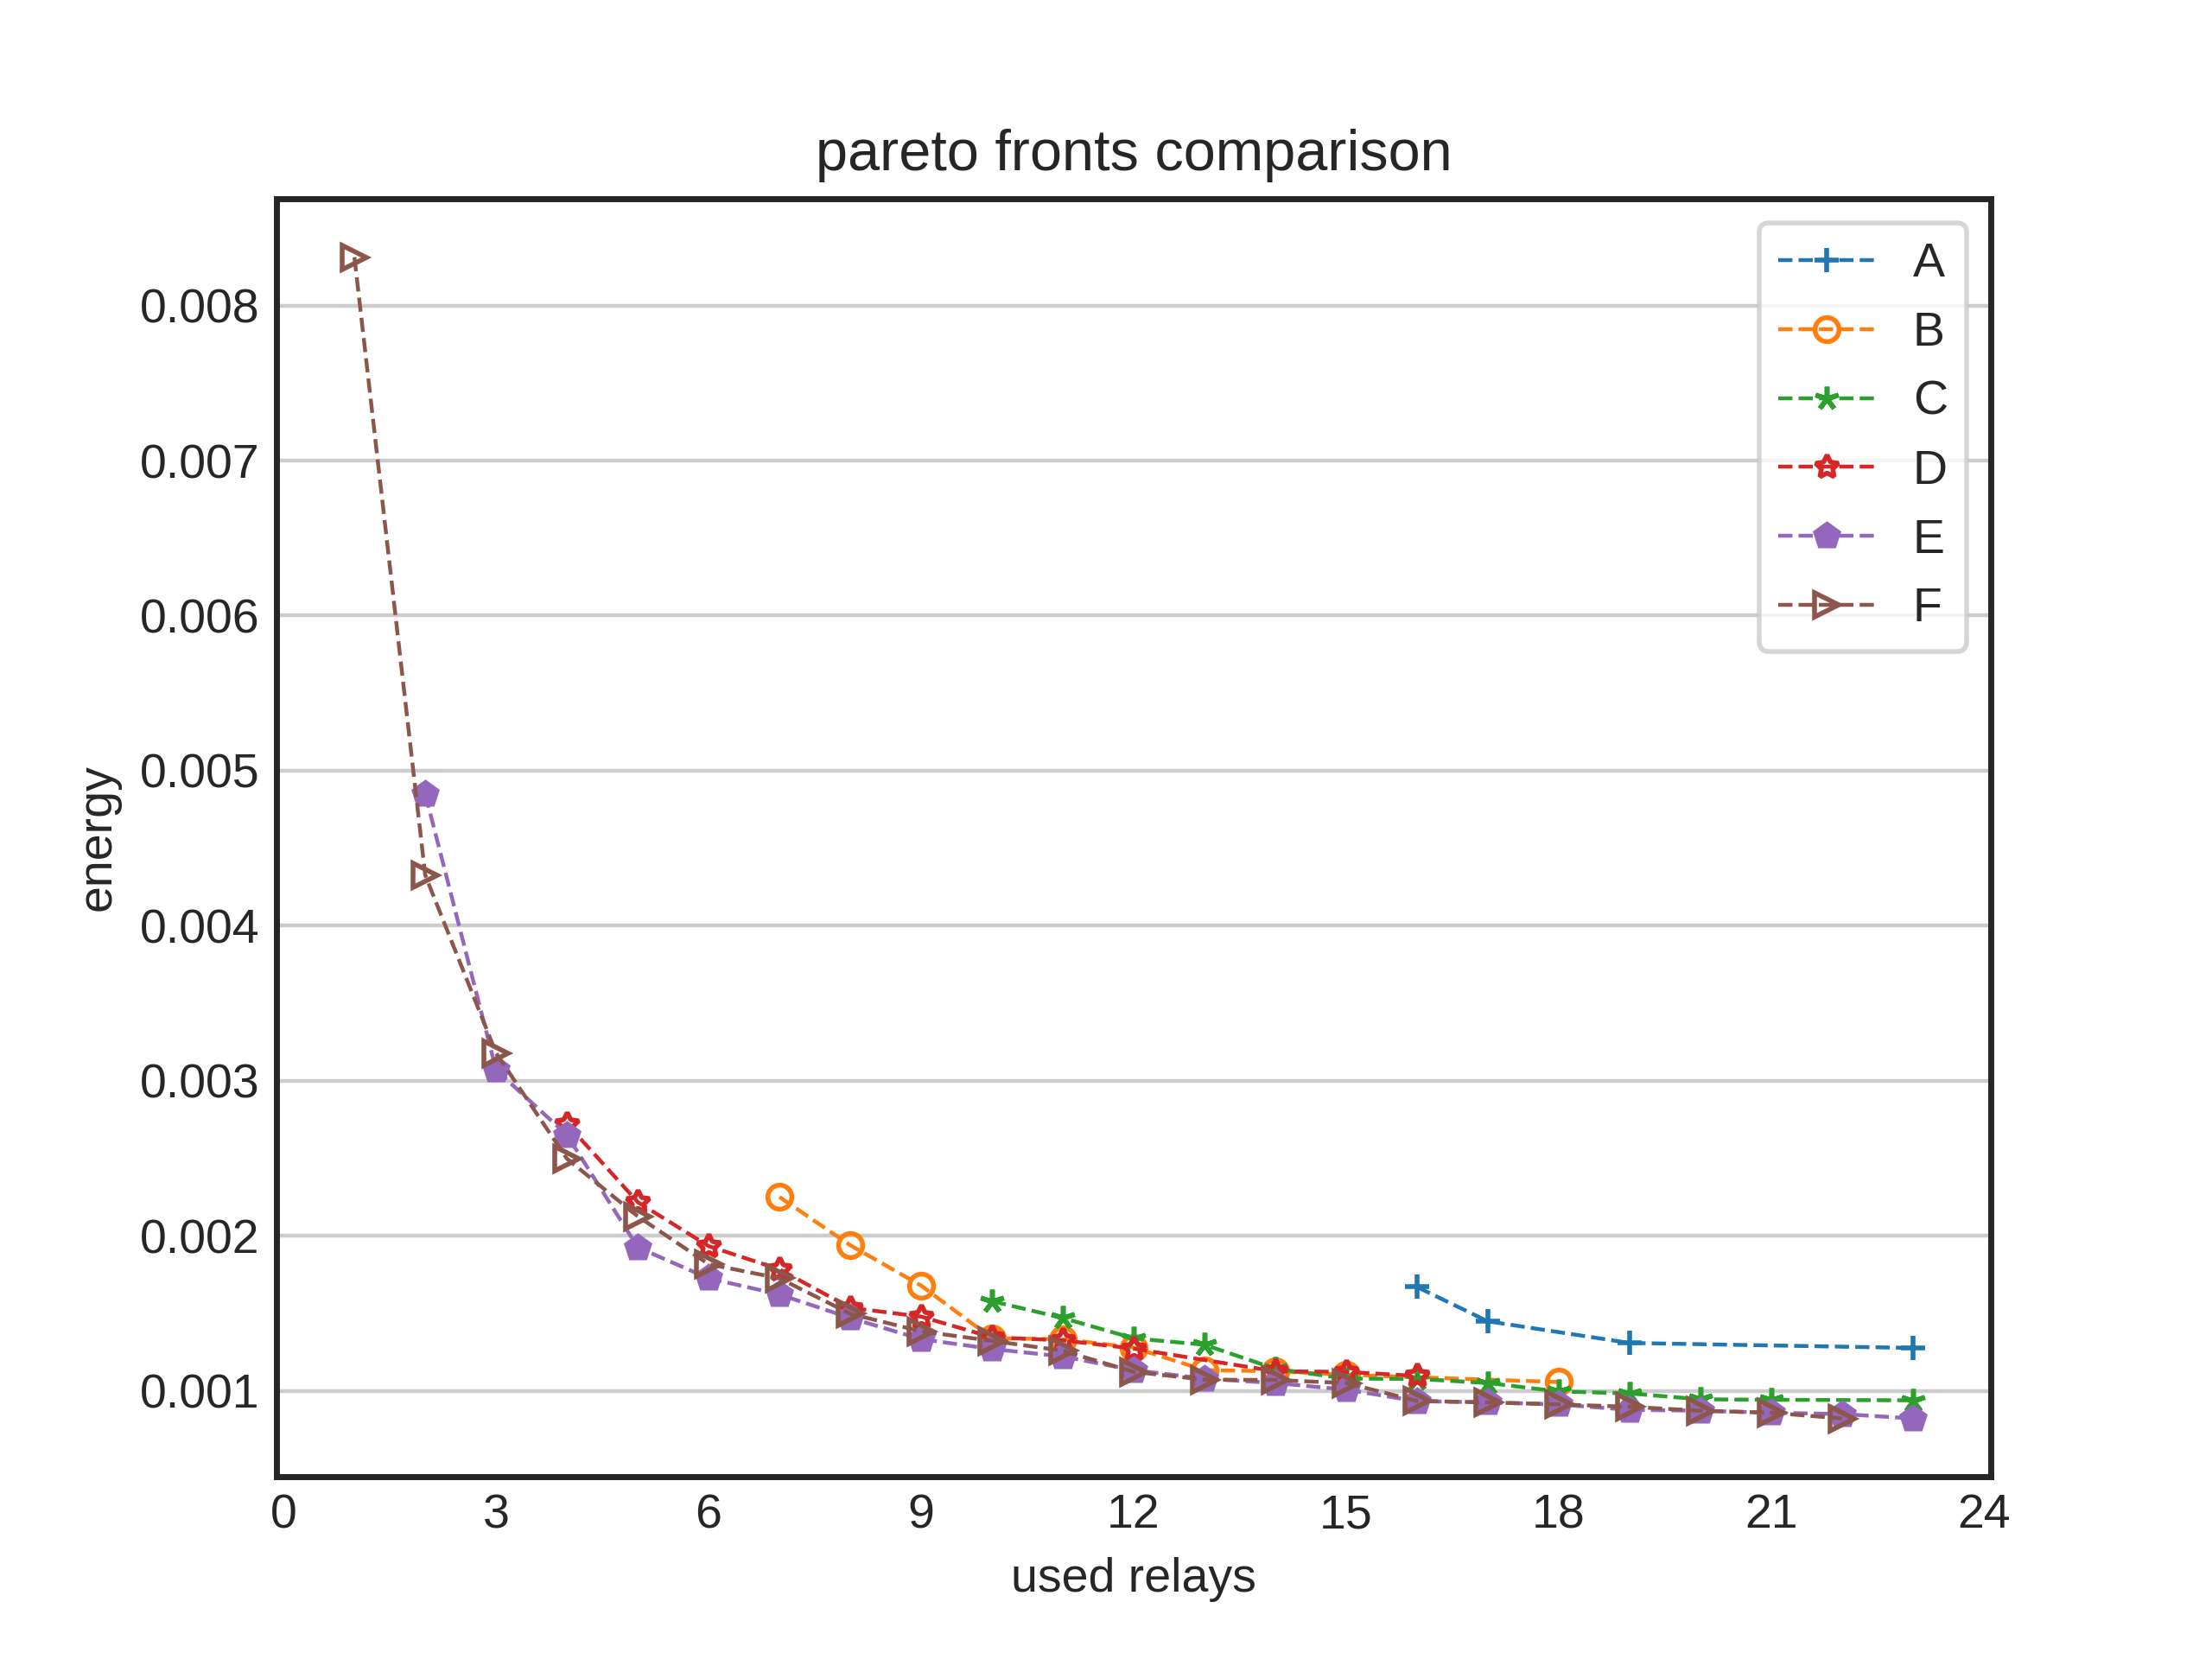 pareto fronts comparison
A
B
C
D
E
F
0.008
0.007
0.006
0.005
0.004
0.003
0.002
0.001
energy
0 3 6 9 12 15 18 21 24
used relays